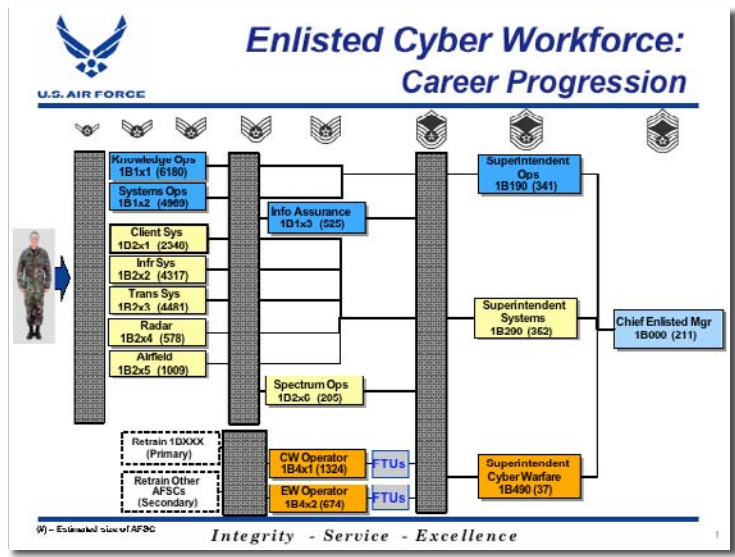 Enlisted Cyber Workforce:
Career Progression
U.S. AIR FORCE
Knowledge Ops
1B1x1 (6180)
Systems Ops
1B1x2 (4969)
Client Sys
1D2x1 (2340)
Infr Sys
1B2x2 (4317)
Trans Sys
1B2x3 (4481)
Radar
1B2x4 (578)
Airfield
1B2x5 (1009)
Info Assurance
1B1x3 (525)
Spectrum Ops
1D2x6 (205)
Retrain 1DXXX
(Primary)
Retrain Other
AFSCs
(Secondary)
CW Operator
1B4x1 (1324)
FTUs
EW Operator
1B4x2 (674)
FTUs
Superintendent
Ops
1B190 (341)
Superintendent
Systems
1B290 (352)
Superintendent
Cyber Warfare
1B490 (37)
Chief Enlisted Mgr
1B000 (211)
(#) – Estimated size of AFSC
Integrity - Service - Excellence
1